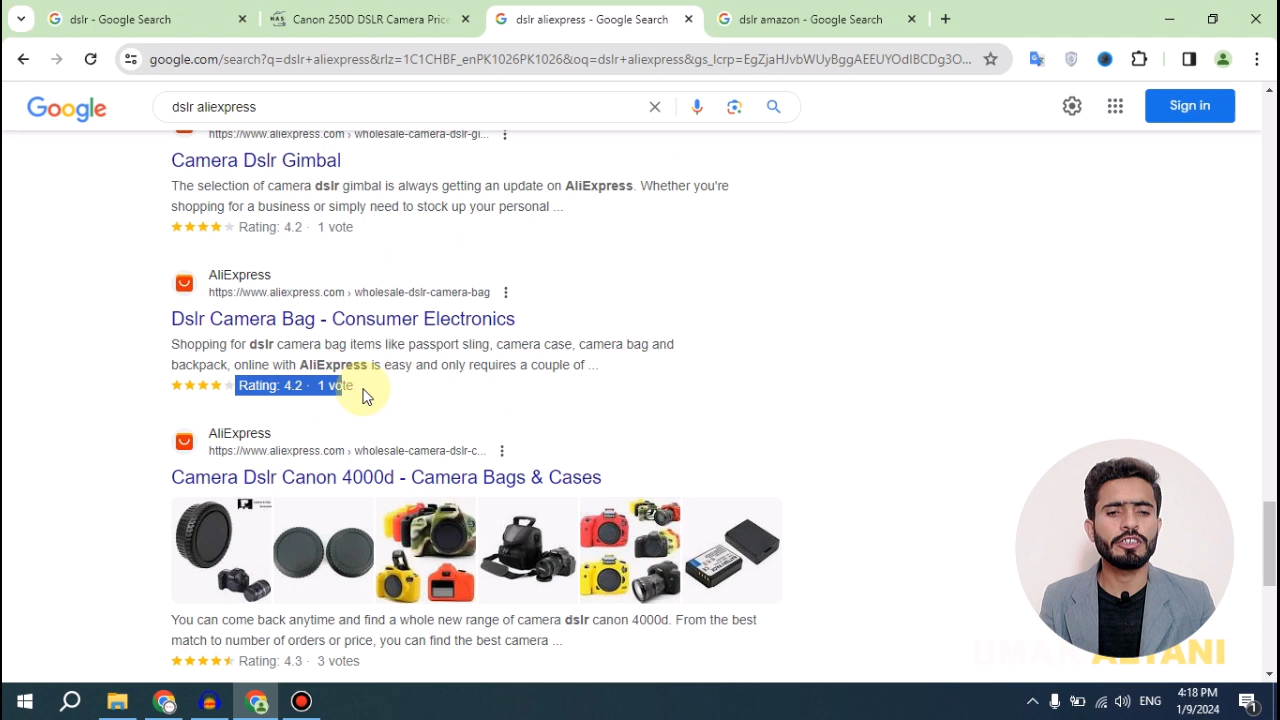 dslr - Google Search
Canon 250D DSLR Camera Price
dslr aliexpress - Google Search
dslr amazon - Google Search
google.com/search?q=dslr+aliexpress&rlz=1C1CHBF_enPK1026PK1026&oq=dslr+aliexpress&gs_lcrp=EgZjaHJvbWUyBggAEEUYOdIBCDg3O...
Google
dslr aliexpress
Sign in
https://www.aliexpress.com › wholesale-camera-dslr-gi...
Camera Dslr Gimbal
The selection of camera dslr gimbal is always getting an update on AliExpress. Whether you're
shopping for a business or simply need to stock up your personal ...
Rating: 4.2 · 1 vote
AliExpress
https://www.aliexpress.com › wholesale-dslr-camera-bag
Dslr Camera Bag - Consumer Electronics
Shopping for dslr camera bag items like passport sling, camera case, camera bag and
backpack, online with AliExpress is easy and only requires a couple of ...
Rating: 4.2 · 1 vote
AliExpress
https://www.aliexpress.com › wholesale-camera-dslr-c...
Camera Dslr Canon 4000d - Camera Bags & Cases
You can come back anytime and find a whole new range of camera dslr canon 4000d. From the best
match to number of orders or price, you can find the best camera ...
Rating: 4.3 · 3 votes
ENG
4:18 PM
1/9/2024
1